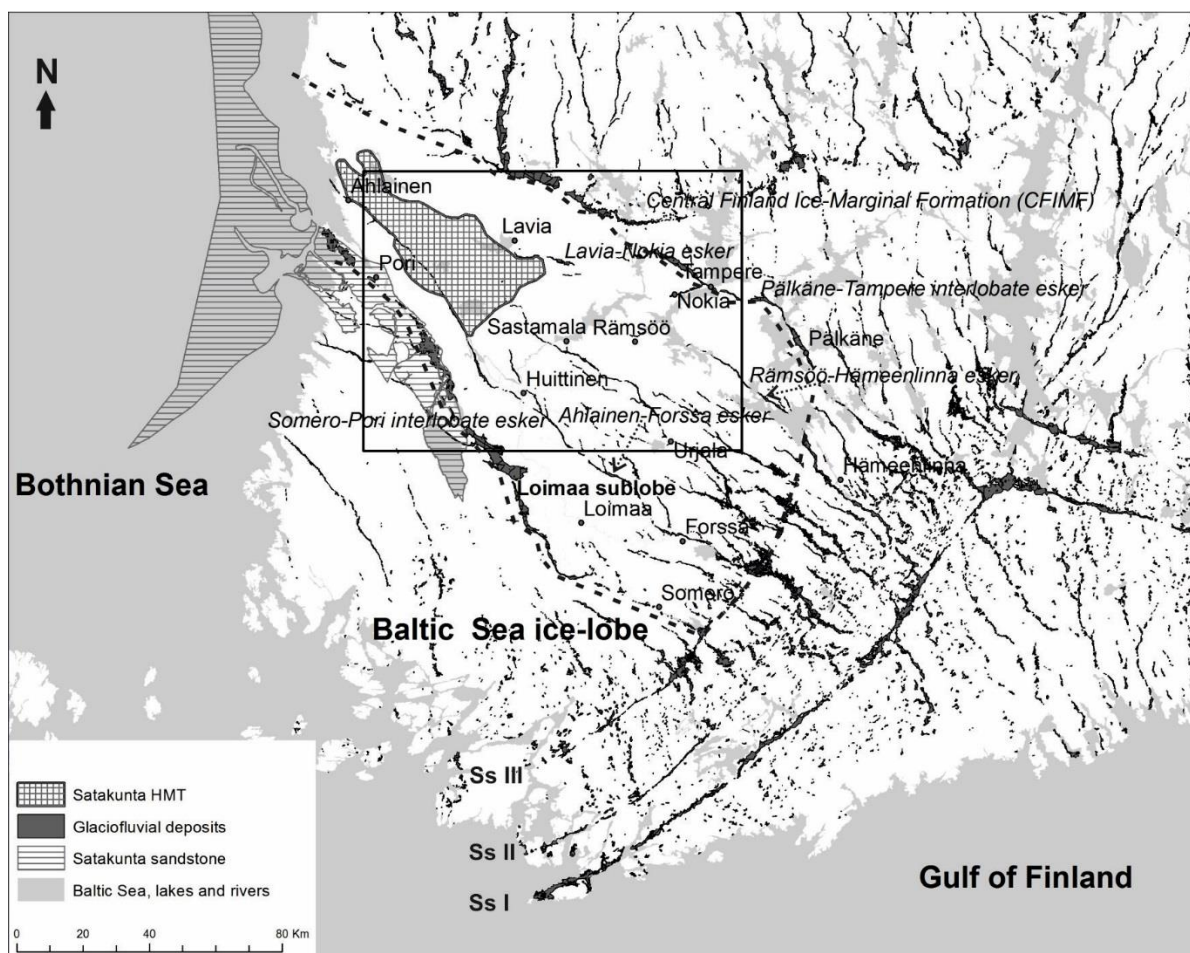 N
Ahlainen
Central Finland Ice-Marginal Formation (CFIMF)
Lavia
Lavia-Nokia esker
Pori
Tampere
Pälkäne-Tampere interlobate esker
Nokia
Sastamala Rämsöö
Pälkäne
Rämsöö-Hämeenlinna esker
Huittinen
Somero-Pori interlobate esker
Ahlainen-Forssa esker
Urjala
Hämeenlinna
Bothnian Sea
Loimaa sublobe
Loimaa
Forssa
Somero
Baltic Sea ice-lobe
Ss III
Ss II
Ss I
Gulf of Finland
Satakunta HMT
Glaciofluvial deposits
Satakunta sandstone
Baltic Sea, lakes and rivers
0 20 40 60 80 Km